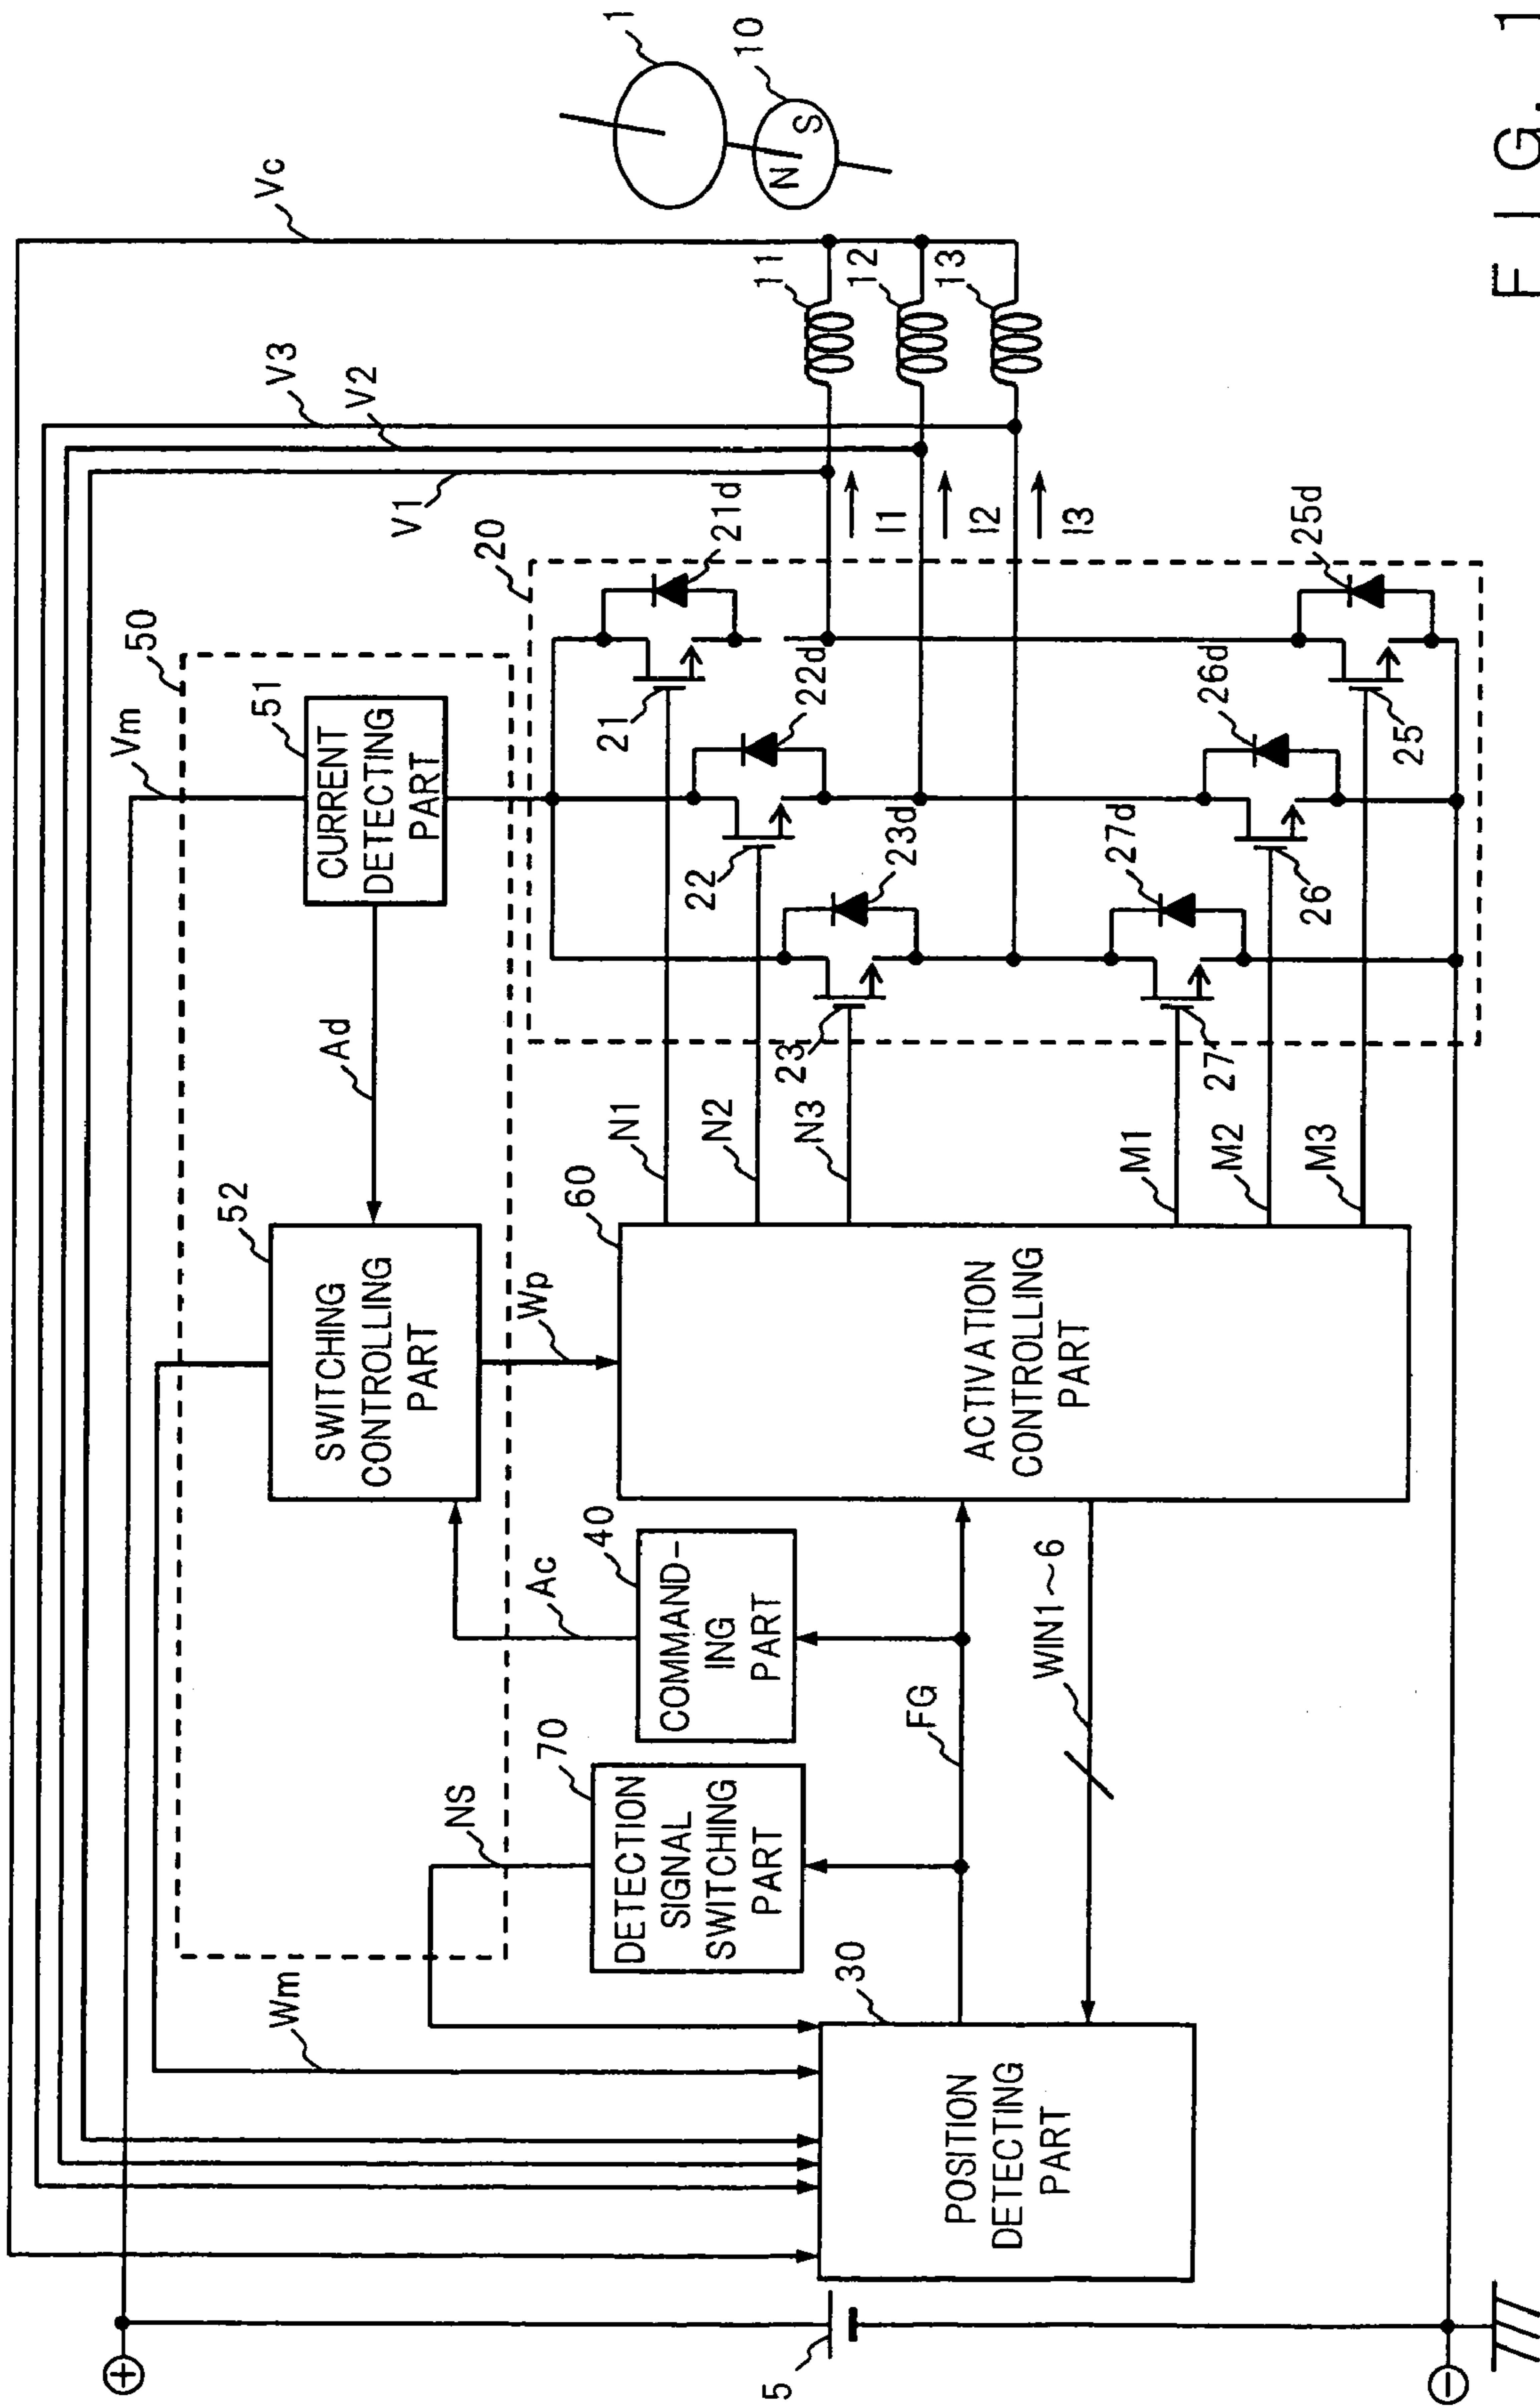 Vc
V3
V2
V1
Vm
50
51
CURRENT
DETECTING
PART
Ad
52
SWITCHING
CONTROLLING
PART
Wp
Wm
NS
70
DETECTION
SIGNAL
SWITCHING
PART
Ac
40
COMMAND-
ING
PART
FG
WIN1~6
30
POSITION
DETECTING
PART
60
ACTIVATION
CONTROLLING
PART
N1
N2
N3
M1
M2
M3
20
21
21d
22
22d
23
23d
25
25d
26
26d
27
27d
I1
I2
I3
11
12
13
1
10
N
S
5
+
−
FIG. 1